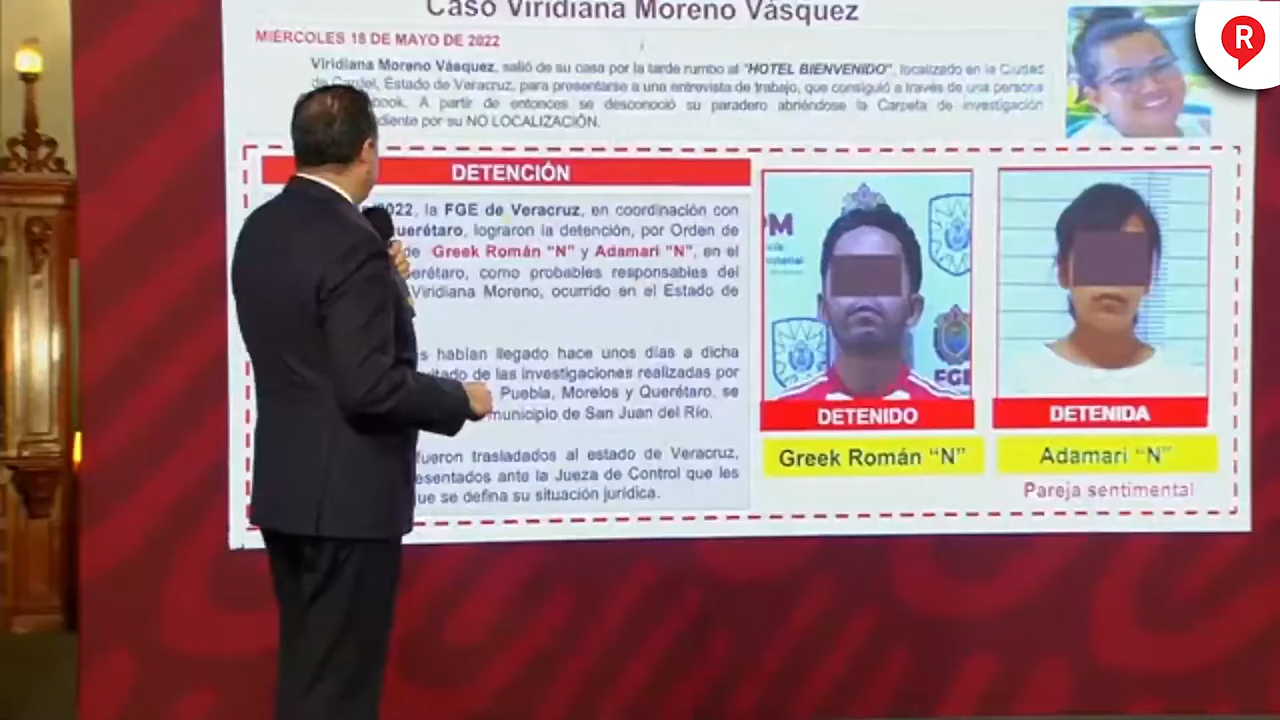 Caso Viridiana Moreno Vásquez
MIÉRCOLES 18 DE MAYO DE 2022
Viridiana Moreno Vásquez, salió de su casa por la tarde rumbo al "HOTEL BIENVENIDO", localizado en la Ciudad
de Cardel, Estado de Veracruz, para presentarse a una entrevista de trabajo, que consiguió a través de una persona
book. A partir de entonces se desconoció su paradero abriéndose la Carpeta de investigación
diente por su NO LOCALIZACIÓN.
R
DETENCIÓN
2022, la FGE de Veracruz, en coordinación con
uerétaro, lograron la detención, por Orden de
de Greek Román "N" y Adamari "N", en el
erétaro, como probables responsables del
Viridiana Moreno, ocurrido en el Estado de
s habían llegado hace unos días a dicha
ultado de las investigaciones realizadas por
Puebla, Morelos y Querétaro, se
municipio de San Juan del Río.
fueron trasladados al estado de Veracruz,
esentados ante la Jueza de Control que les
ue se defina su situación jurídica.
FGE
DETENIDO
Greek Román "N"
DETENIDA
Adamari "N"
Pareja sentimental